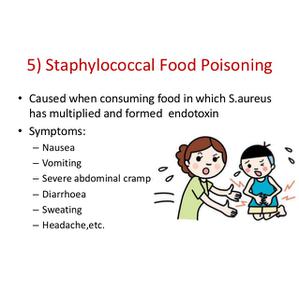 5) Staphylococcal Food Poisoning
• Caused when consuming food in which S.aureus
has multiplied and formed endotoxin
• Symptoms:
– Nausea
– Vomiting
– Severe abdominal cramp
– Diarrhoea
– Sweating
– Headache,etc.